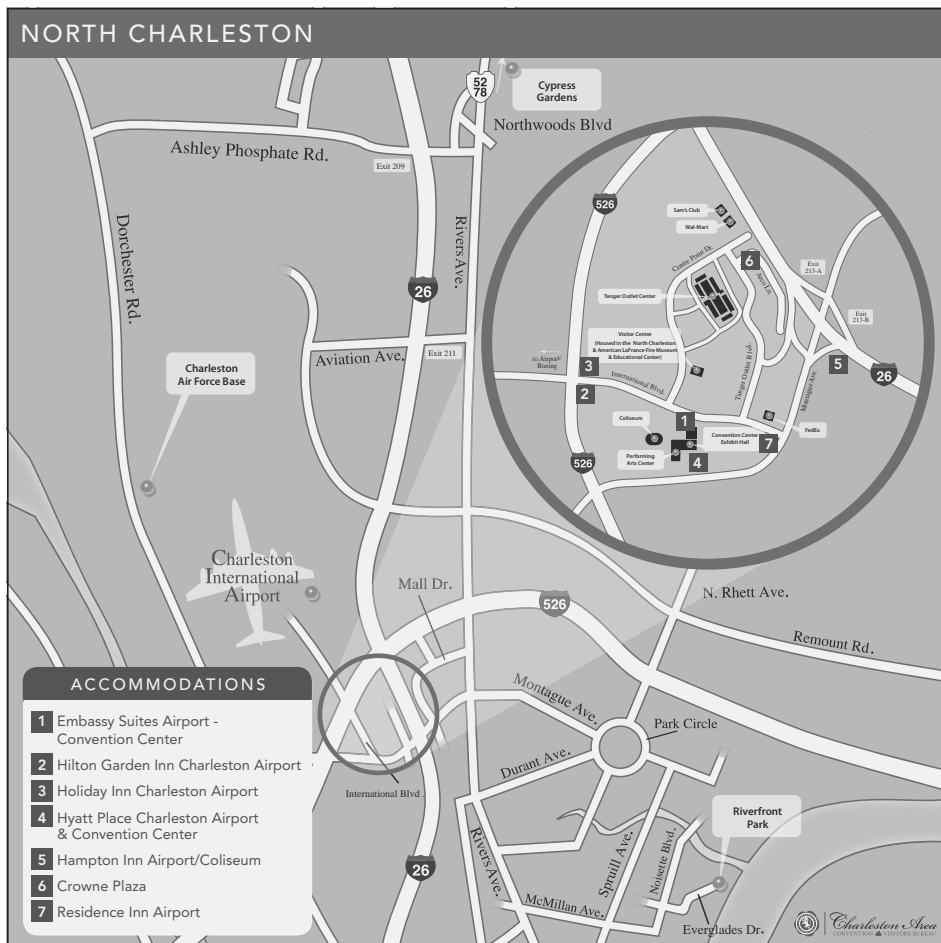 NORTH CHARLESTON
52
78
Cypress
Gardens
Northwoods Blvd
Ashley Phosphate Rd.
Exit 209
Dorchester Rd.
Rivers Ave.
26
Aviation Ave.
Exit 211
Charleston
Air Force Base
526
Sam's Club
Wal-Mart
Centre Point Dr.
6
Arco Ln.
Exit
213-A
Tanger Outlet Center
Exit
213-B
Visitor Center
(Housed in the North Charleston
& American LaFrance Fire Museum
& Educational Center)
to Airport/
Boeing
3
2
International Blvd.
Tanger Outlet Blvd.
Montague Ave.
5
26
Coliseum
1
FedEx
Convention Center
Exhibit Hall
7
Performing
Arts Center
4
526
Charleston
International
Airport
Mall Dr.
526
N. Rhett Ave.
Remount Rd.
Montague Ave.
Park Circle
Durant Ave.
International Blvd.
Riverfront
Park
Rivers Ave.
26
Spruill Ave.
Noisette Blvd.
McMillan Ave.
Everglades Dr.
ACCOMMODATIONS
1 Embassy Suites Airport -
Convention Center
2 Hilton Garden Inn Charleston Airport
3 Holiday Inn Charleston Airport
4 Hyatt Place Charleston Airport
& Convention Center
5 Hampton Inn Airport/Coliseum
6 Crowne Plaza
7 Residence Inn Airport
Charleston Area
CONVENTION & VISITORS BUREAU